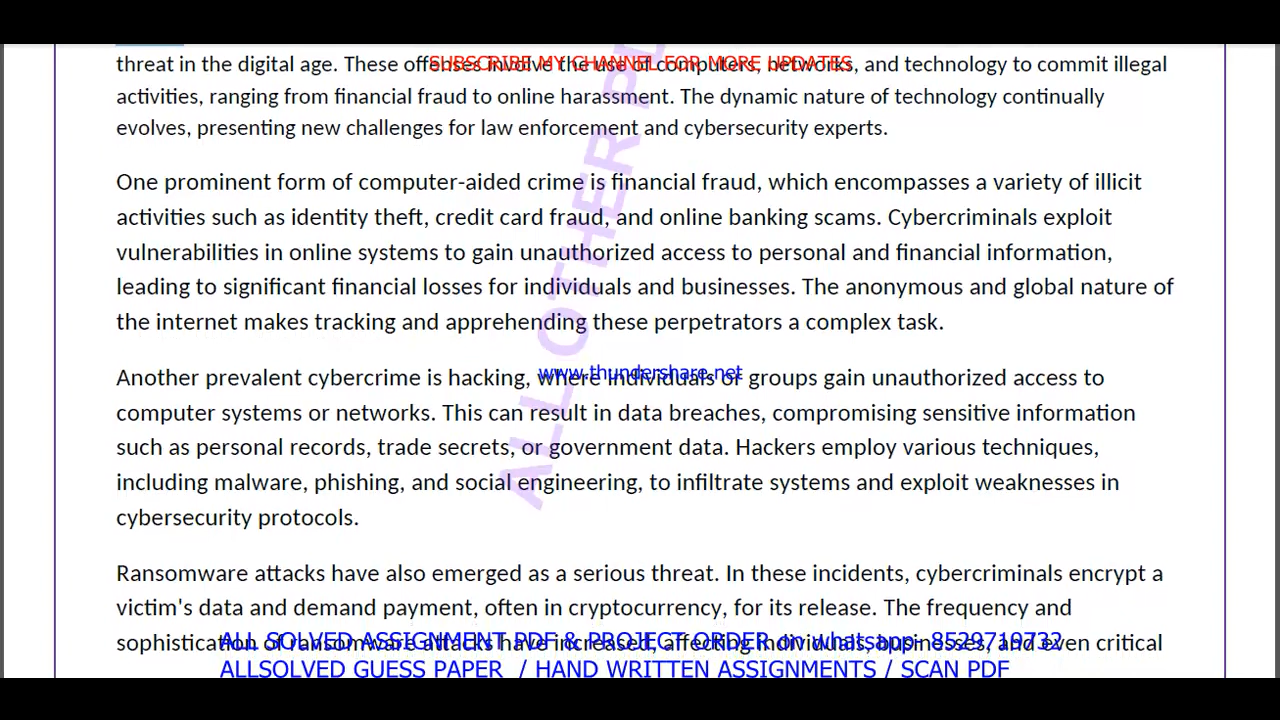 threat in the digital age. These offenses involve the use of computers, networks, and technology to commit illegal
SUBSCRIBE MY CHANNEL FOR MORE UPDATES
activities, ranging from financial fraud to online harassment. The dynamic nature of technology continually
evolves, presenting new challenges for law enforcement and cybersecurity experts.
One prominent form of computer-aided crime is financial fraud, which encompasses a variety of illicit
activities such as identity theft, credit card fraud, and online banking scams. Cybercriminals exploit
vulnerabilities in online systems to gain unauthorized access to personal and financial information,
leading to significant financial losses for individuals and businesses. The anonymous and global nature of
the internet makes tracking and apprehending these perpetrators a complex task.
Another prevalent cybercrime is hacking, where individuals or groups gain unauthorized access to
www.thundershare.net
computer systems or networks. This can result in data breaches, compromising sensitive information
such as personal records, trade secrets, or government data. Hackers employ various techniques,
including malware, phishing, and social engineering, to infiltrate systems and exploit weaknesses in
cybersecurity protocols.
Ransomware attacks have also emerged as a serious threat. In these incidents, cybercriminals encrypt a
victim's data and demand payment, often in cryptocurrency, for its release. The frequency and
sophistication of ransomware attacks have increased, affecting individuals, businesses, and even critical
ALL SOLVED ASSIGNMENT PDF & PROJECT ORDER on whatsapp- 8529719732
ALLSOLVED GUESS PAPER / HAND WRITTEN ASSIGNMENTS / SCAN PDF
ALLOTHER